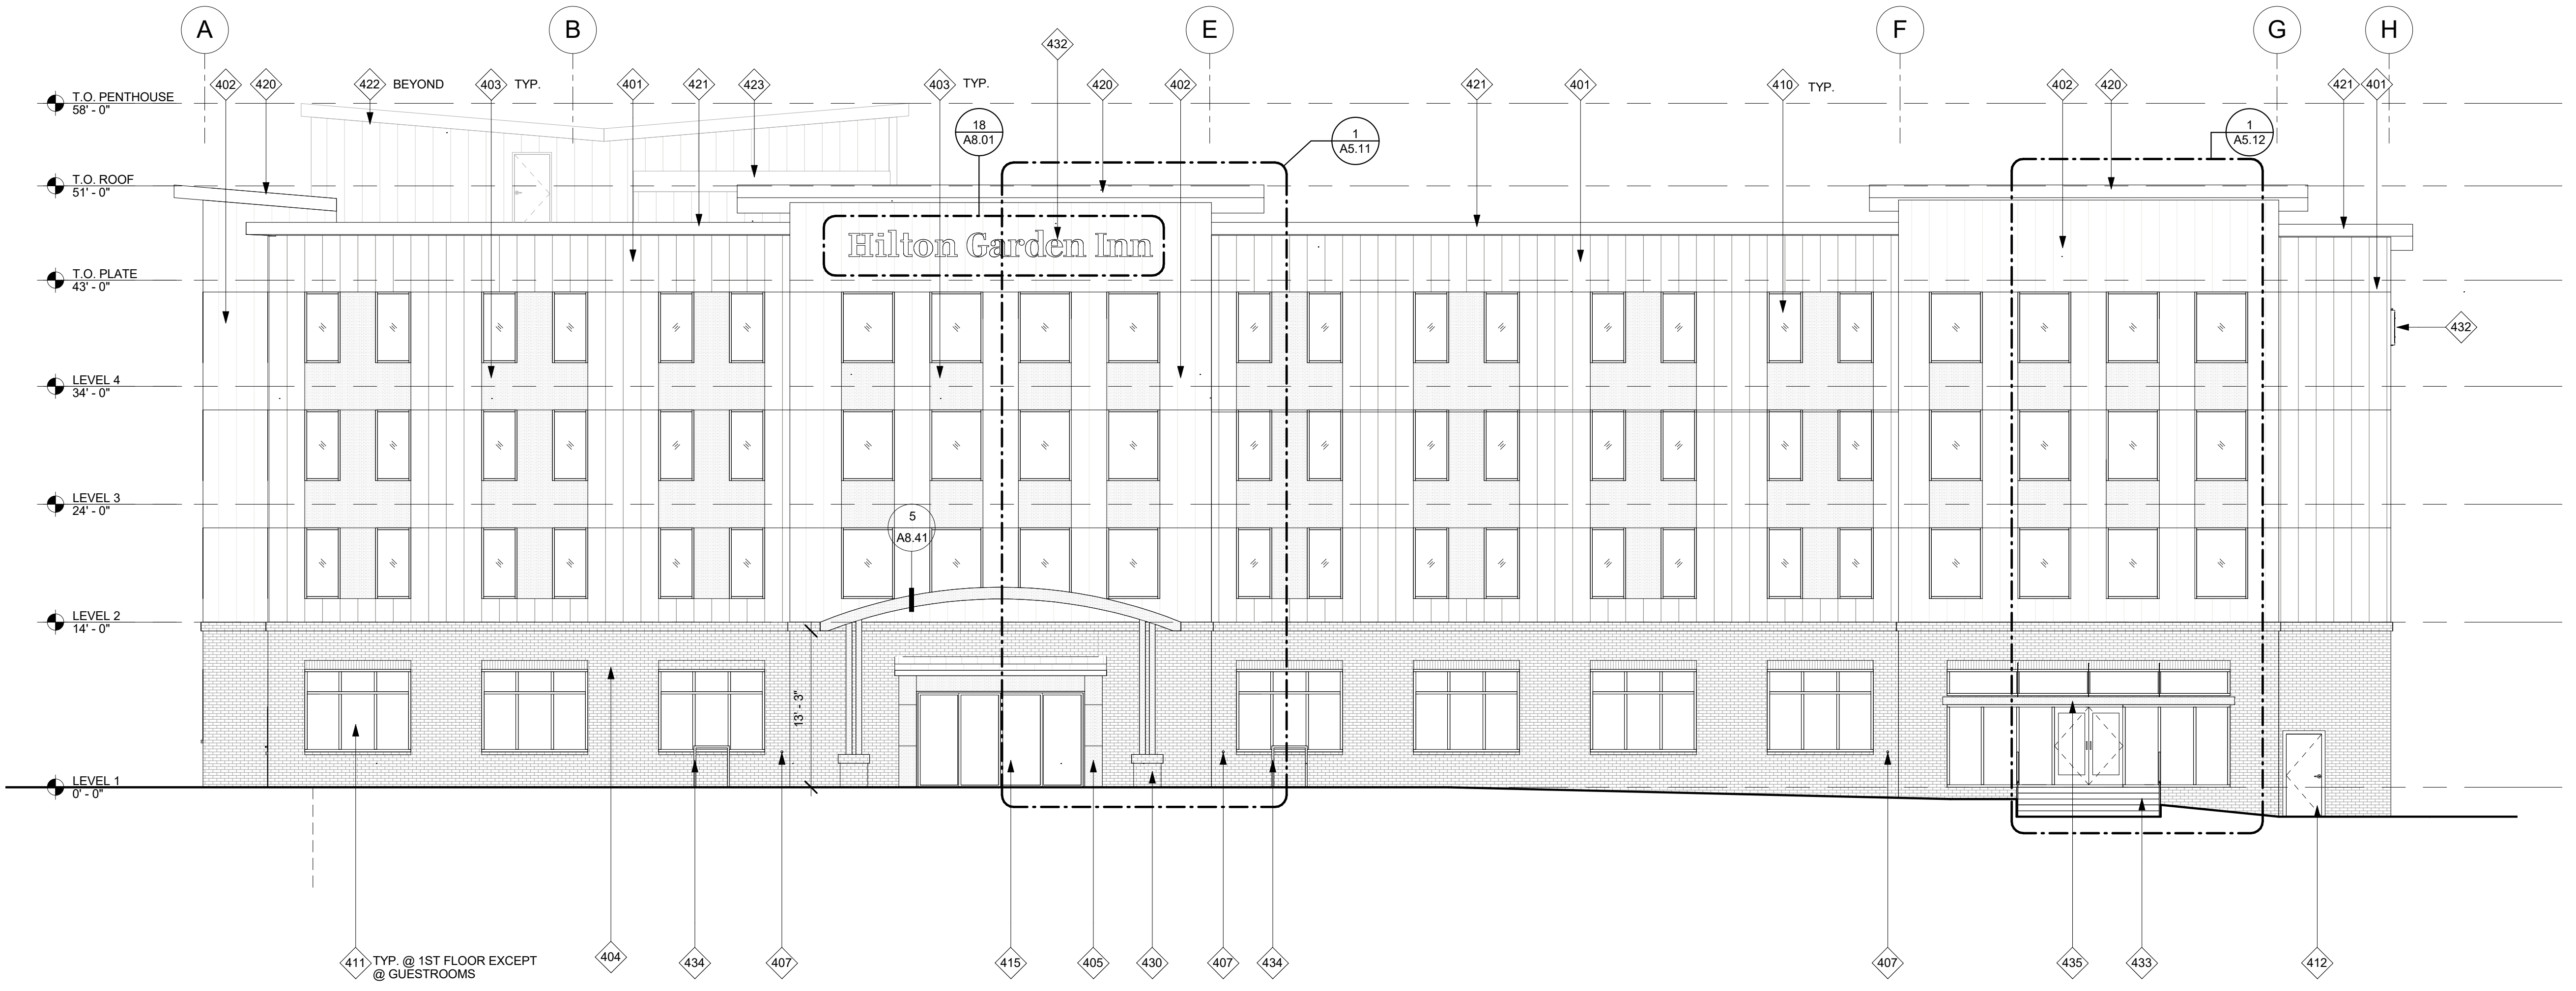 A
B
E
F
G
H
432
402
420
422
BEYOND
403
TYP.
401
421
423
403
TYP.
420
402
421
401
410
TYP.
402
420
421
401
T.O. PENTHOUSE
58' - 0"
18
A8.01
1
A5.11
1
A5.12
T.O. ROOF
51' - 0"
Hilton Garden Inn
T.O. PLATE
43' - 0"
432
LEVEL 4
34' - 0"
LEVEL 3
24' - 0"
5
A8.41
LEVEL 2
14' - 0"
13' - 3"
LEVEL 1
0' - 0"
411
TYP. @ 1ST FLOOR EXCEPT
@ GUESTROOMS
404
434
407
415
405
430
407
434
407
435
433
412